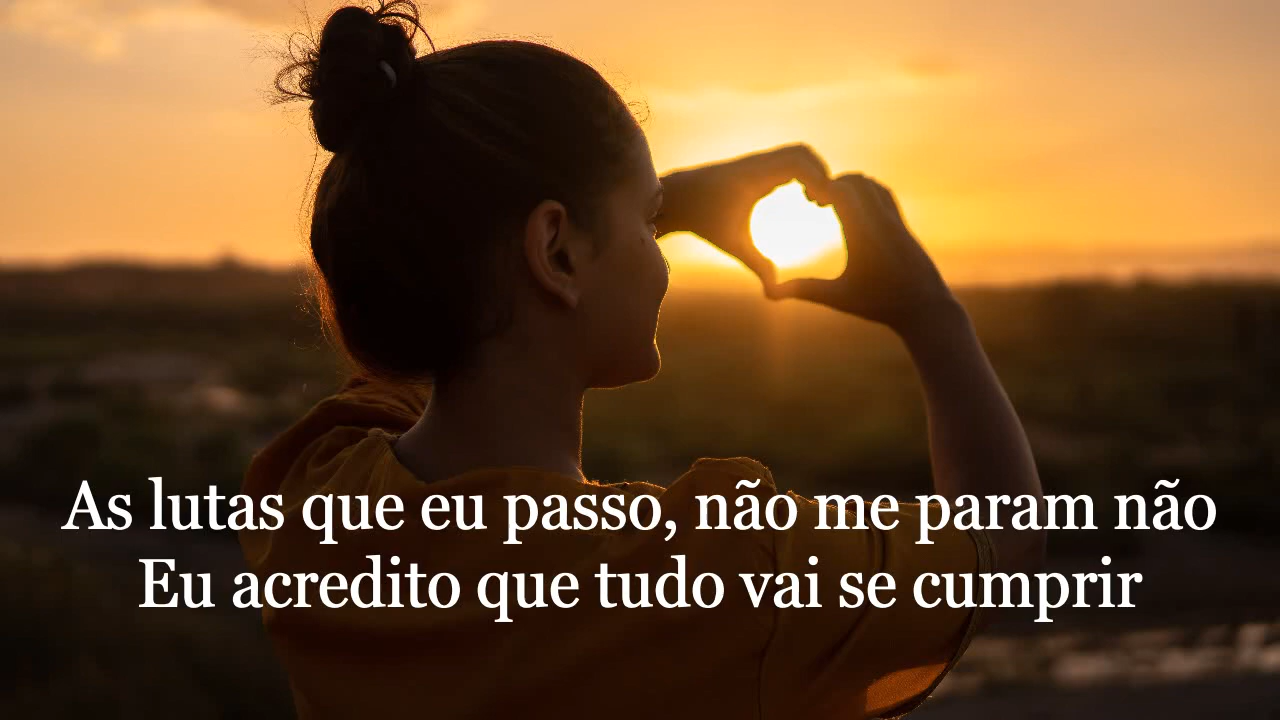 As lutas que eu passo, não me param não
Eu acredito que tudo vai se cumprir